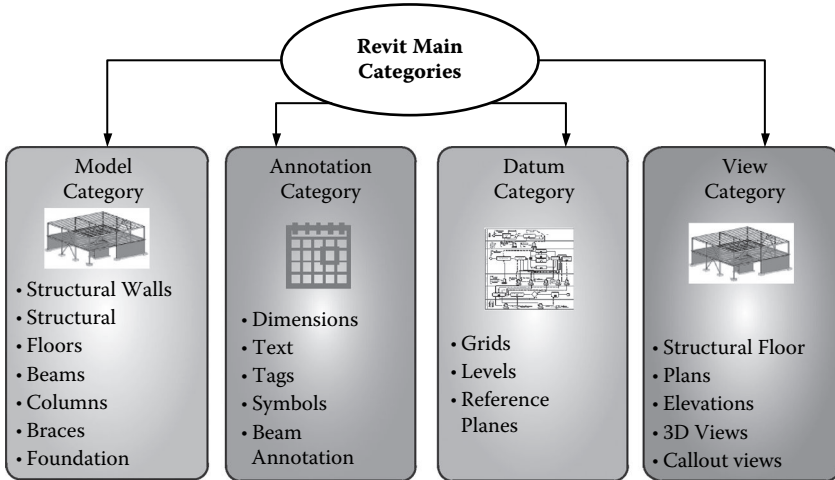 Revit Main
Categories
Model
Category
• Structural Walls
• Structural
• Floors
• Beams
• Columns
• Braces
• Foundation
Annotation
Category
• Dimensions
• Text
• Tags
• Symbols
• Beam
Annotation
Datum
Category
• Grids
• Levels
• Reference
Planes
View
Category
• Structural Floor
• Plans
• Elevations
• 3D Views
• Callout views